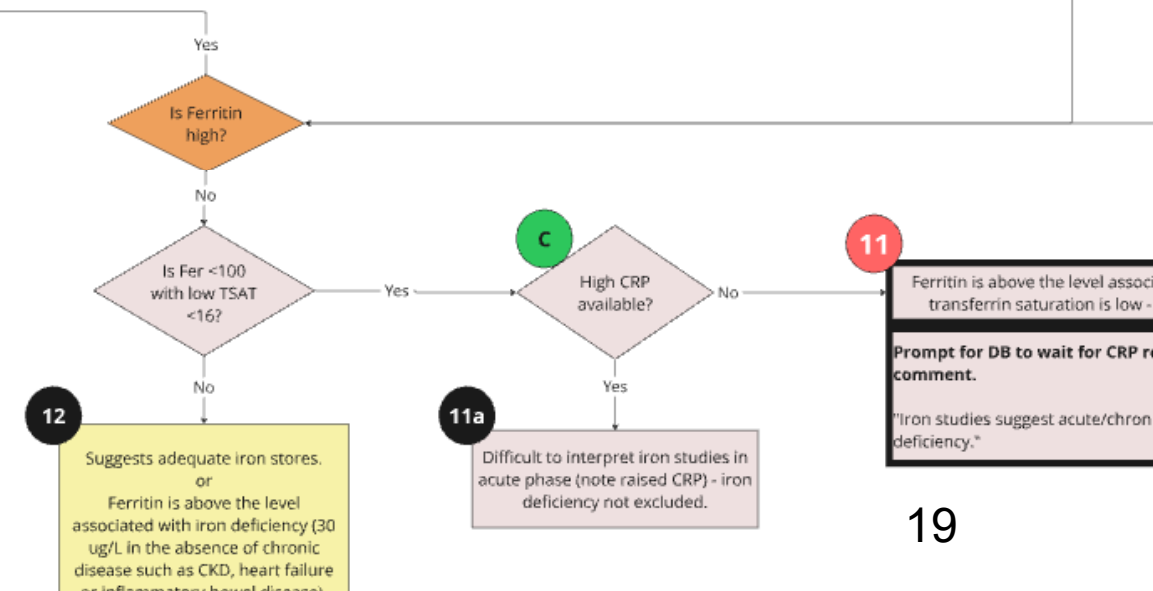 Yes
Is Ferritin
high?
No
Is Fer <100
with low TSAT
<16?
Yes
C
High CRP
available?
No
11
Ferritin is above the level associ
transferrin saturation is low -
Prompt for DB to wait for CRP re
comment.
"Iron studies suggest acute/chron
deficiency."
No
Yes
12
Suggests adequate iron stores.
or
Ferritin is above the level
associated with iron deficiency (30
ug/L in the absence of chronic
disease such as CKD, heart failure
or inflammatory bowel disease)
11a
Difficult to interpret iron studies in
acute phase (note raised CRP) - iron
deficiency not excluded.
19